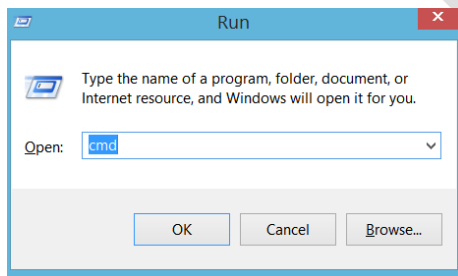 Run
Type the name of a program, folder, document, or
Internet resource, and Windows will open it for you.
Open: cmd
OK Cancel Browse...